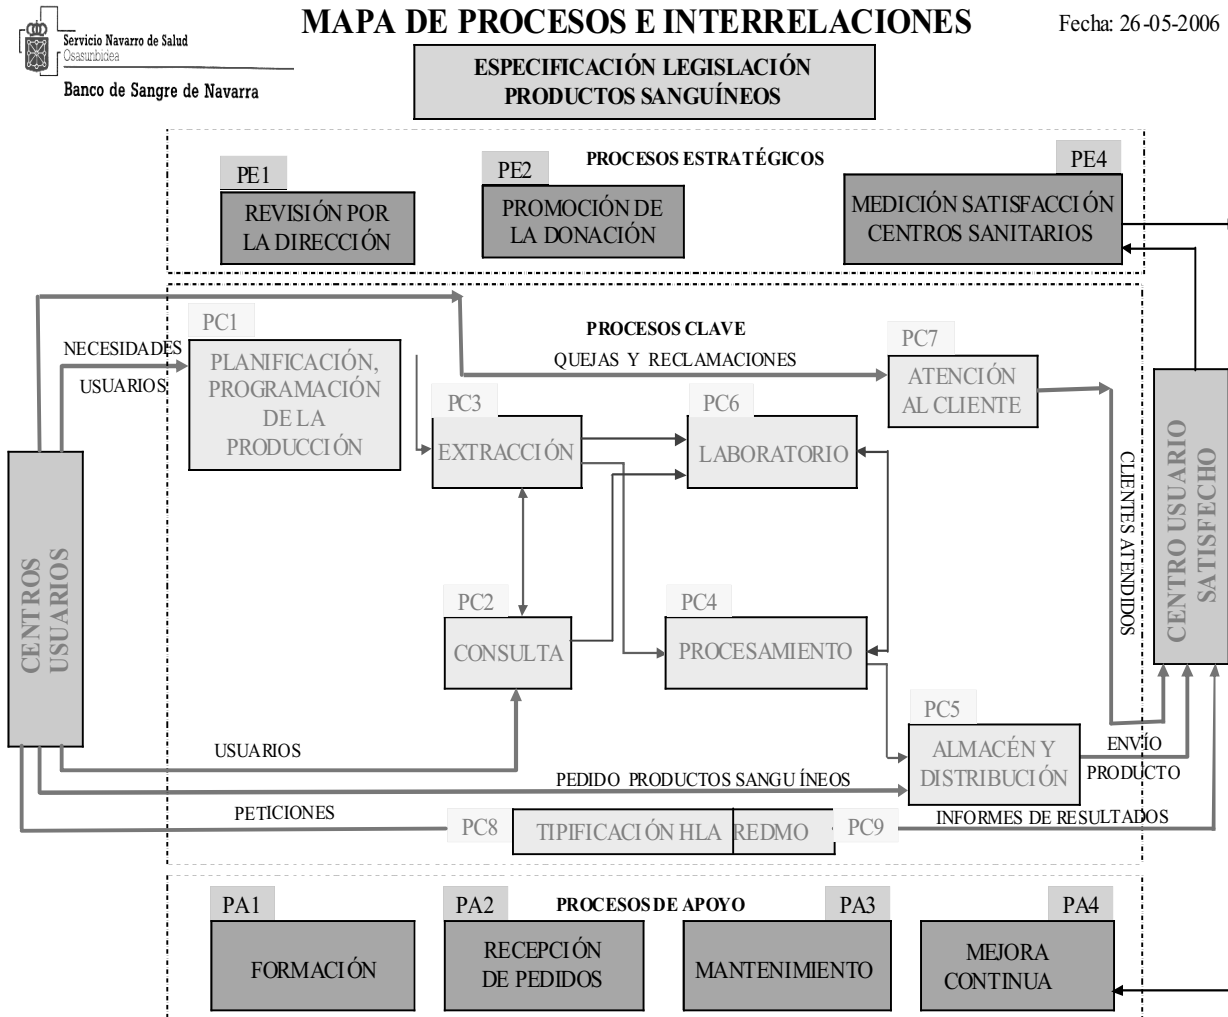 MAPA DE PROCESOS E INTERRELACIONES
Fecha: 26-05-2006
Servicio Navarro de Salud
Osasunbidea
Banco de Sangre de Navarra
ESPECIFICACIÓN LEGISLACIÓN
PRODUCTOS SANGUÍNEOS
PROCESOS ESTRATÉGICOS
PE1
REVISIÓN POR
LA DIRECCIÓN
PE2
PROMOCIÓN DE
LA DONACIÓN
PE4
MEDICIÓN SATISFACCIÓN
CENTROS SANITARIOS
PROCESOS CLAVE
PC1
PLANIFICACIÓN,
PROGRAMACIÓN
DE LA
PRODUCCIÓN
NECESIDADES
USUARIOS
QUEJAS Y RECLAMACIONES
PC7
ATENCIÓN
AL CLIENTE
PC3
EXTRACCIÓN
PC6
LABORATORIO
CENTROS
USUARIOS
CLIENTES ATENDIDOS
CENTRO USUARIO
SATISFECHO
PC2
CONSULTA
PC4
PROCESAMIENTO
PC5
ALMACÉN Y
DISTRIBUCIÓN
ENVÍO
PRODUCTO
USUARIOS
PEDIDO PRODUCTOS SANGUÍNEOS
PETICIONES
PC8
TIPIFICACIÓN HLA
REDMO
PC9
INFORMES DE RESULTADOS
PROCESOS DE APOYO
PA1
FORMACIÓN
PA2
RECEPCIÓN
DE PEDIDOS
PA3
MANTENIMIENTO
PA4
MEJORA
CONTINUA